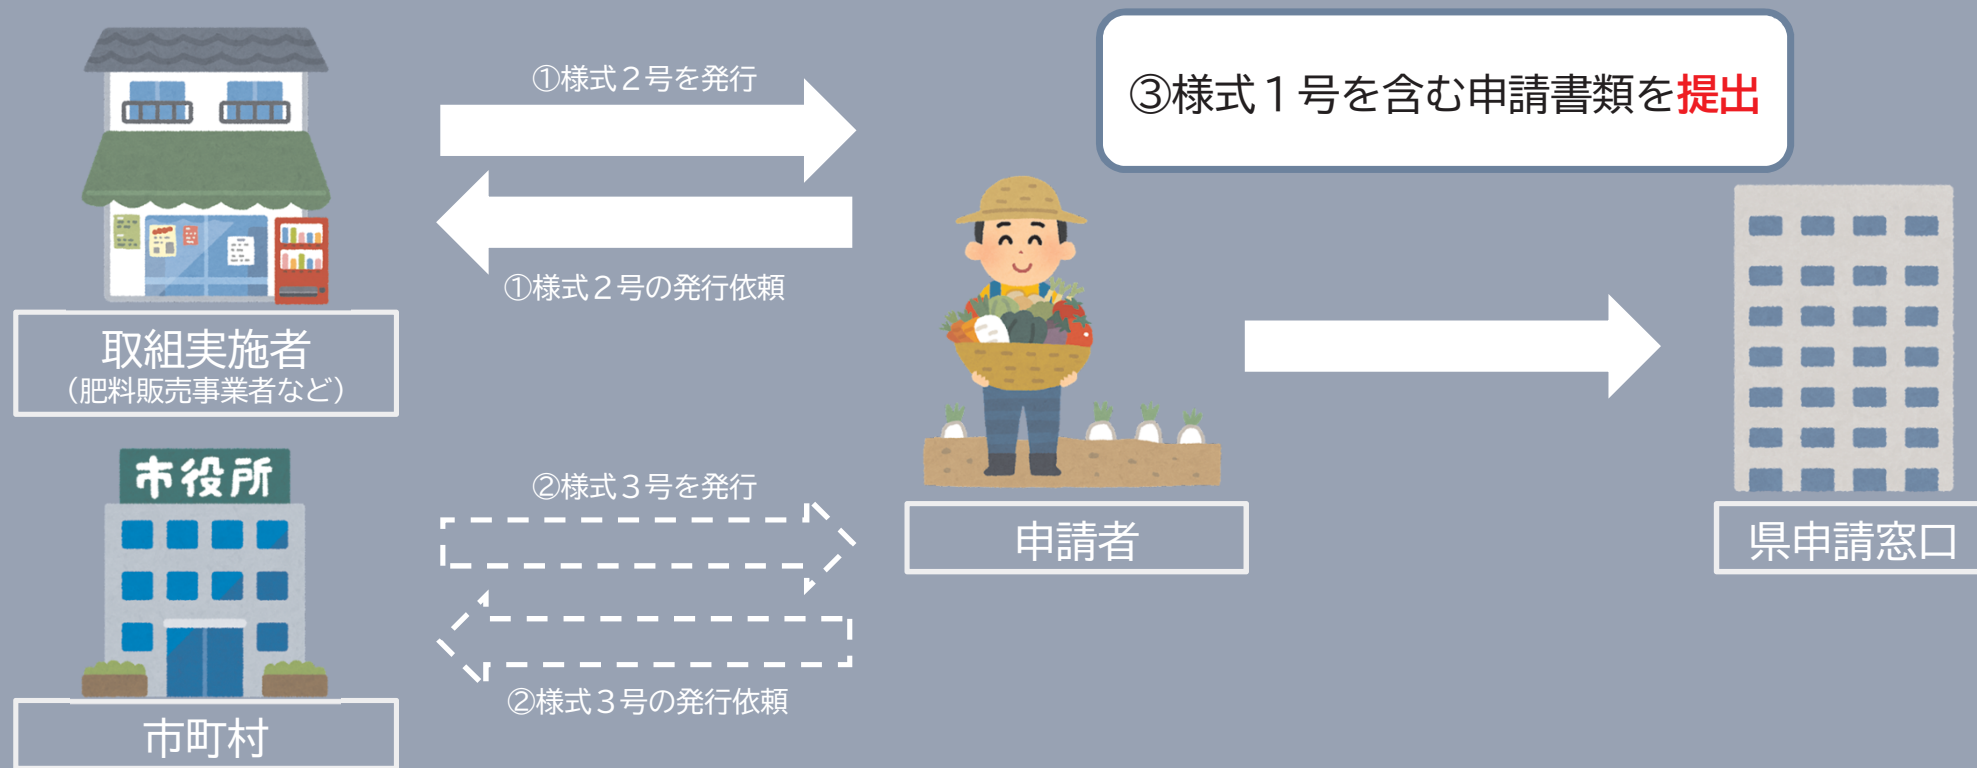 ①様式２号を発行
③様式１号を含む申請書類を提出
①様式２号の発行依頼
取組実施者
（肥料販売事業者など）
市役所
②様式３号を発行
申請者
県申請窓口
②様式３号の発行依頼
市町村